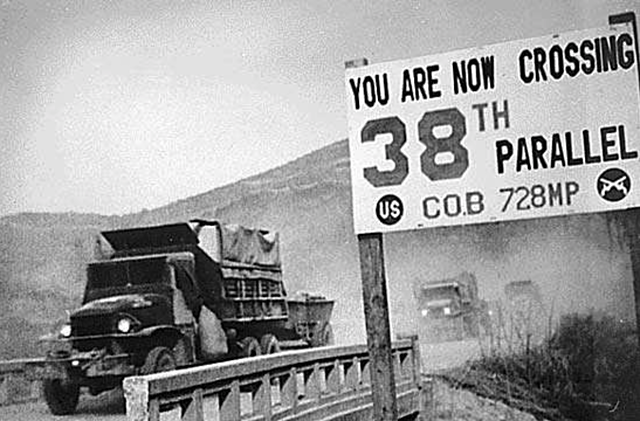 YOU ARE NOW CROSSING
38TH PARALLEL
US CO.B 728MP